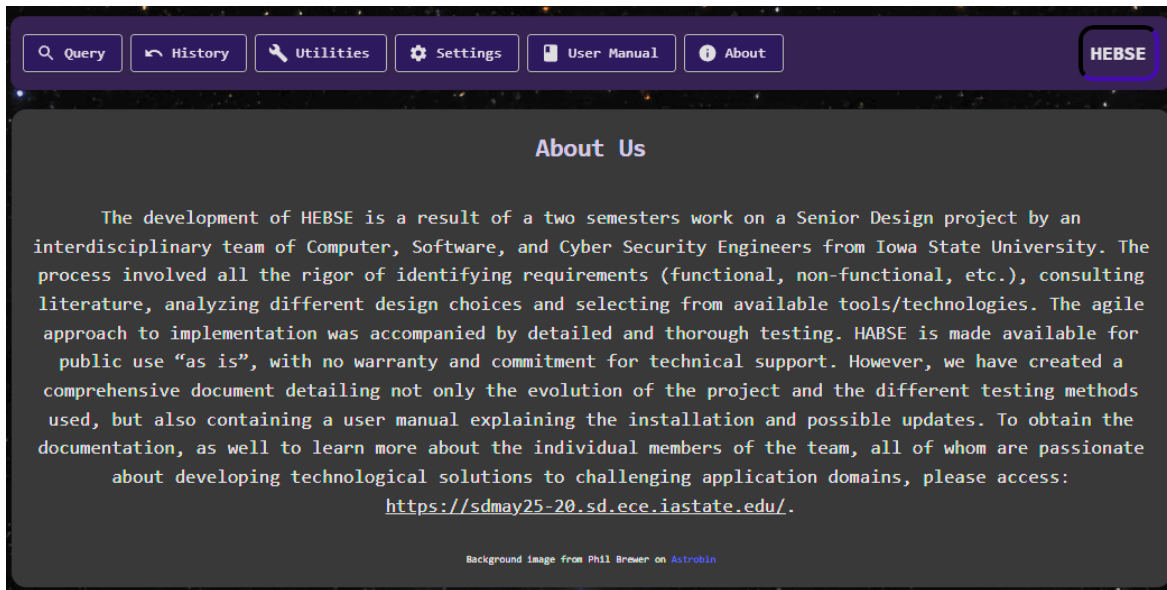 Query History Utilities Settings User Manual About HEBSE
About Us
The development of HEBSE is a result of a two semesters work on a Senior Design project by an
interdisciplinary team of Computer, Software, and Cyber Security Engineers from Iowa State University. The
process involved all the rigor of identifying requirements (functional, non-functional, etc.), consulting
literature, analyzing different design choices and selecting from available tools/technologies. The agile
approach to implementation was accompanied by detailed and thorough testing. HABSE is made available for
public use “as is”, with no warranty and commitment for technical support. However, we have created a
comprehensive document detailing not only the evolution of the project and the different testing methods
used, but also containing a user manual explaining the installation and possible updates. To obtain the
documentation, as well to learn more about the individual members of the team, all of whom are passionate
about developing technological solutions to challenging application domains, please access:
https://sdmay25-20.sd.ece.iastate.edu/.
Background image from Phil Brewer on Astrobin